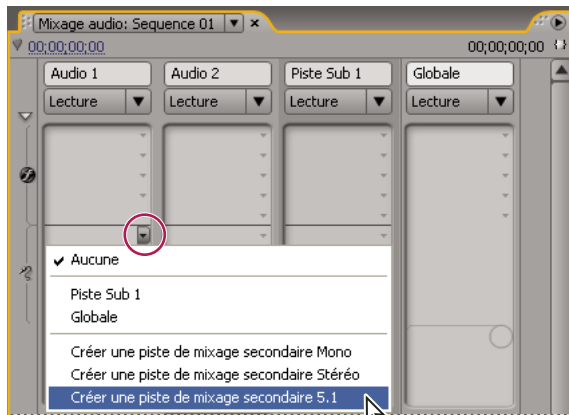 Mixage audio: Sequence 01
00;00;00;00 00;00;00;00
Audio 1 Audio 2 Piste Sub 1 Globale
Lecture Lecture Lecture Lecture
Aucune
Piste Sub 1
Globale
Créer une piste de mixage secondaire Mono
Créer une piste de mixage secondaire Stéréo
Créer une piste de mixage secondaire 5.1